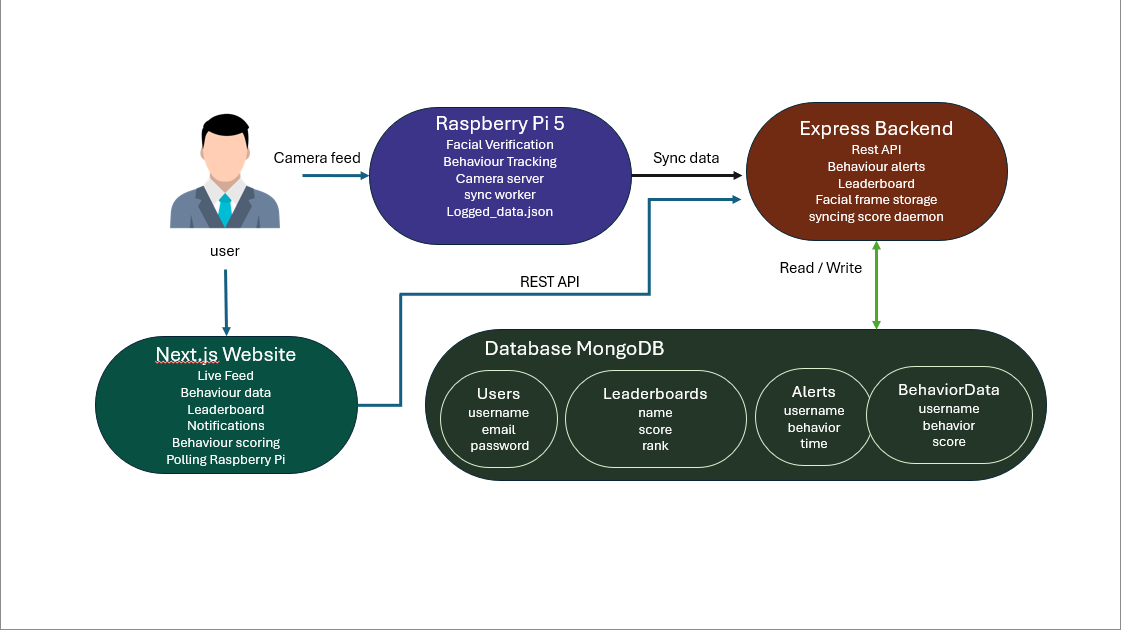 Camera feed
user
Raspberry Pi 5
Facial Verification
Behaviour Tracking
Camera server
sync worker
Logged_data.json
Sync data
Express Backend
Rest API
Behaviour alerts
Leaderboard
Facial frame storage
syncing score daemon
Read / Write
REST API
Next.js Website
Live Feed
Behaviour data
Leaderboard
Notifications
Behaviour scoring
Polling Raspberry Pi
Database MongoDB
Users
username
email
password
Leaderboards
name
score
rank
Alerts
username
behavior
time
BehaviorData
username
behavior
score